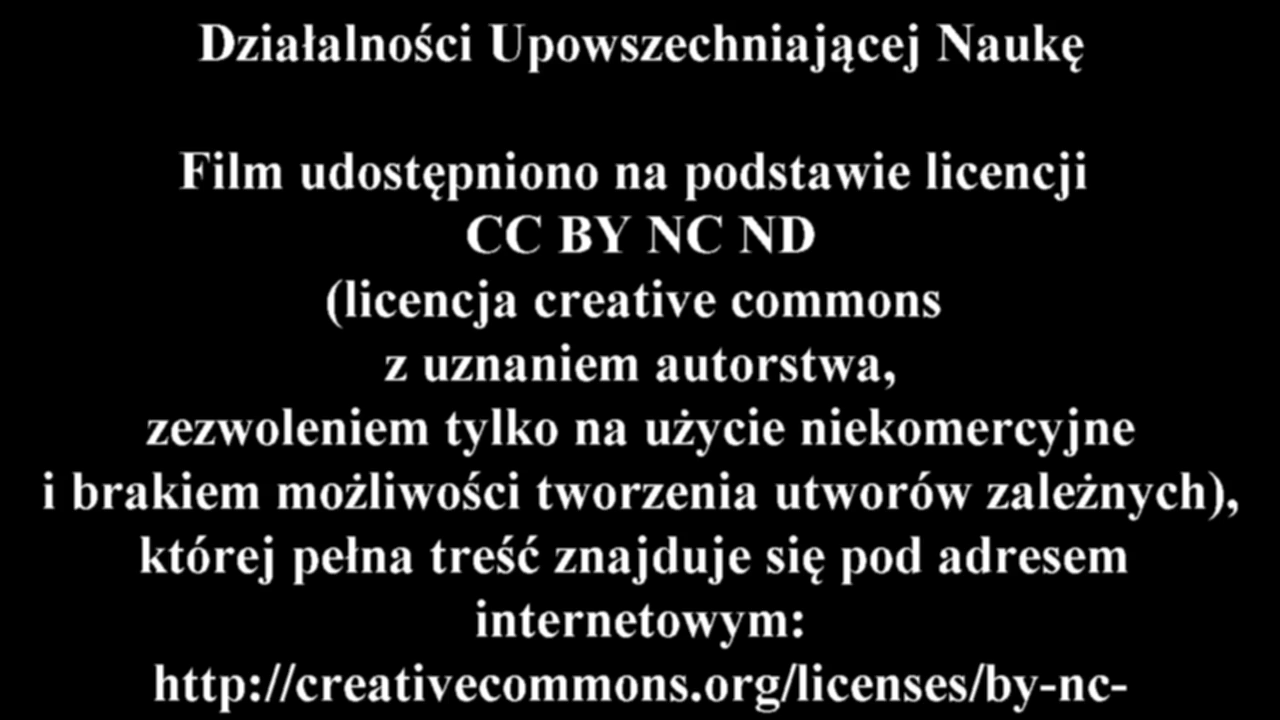 Działalności Upowszechniającej Naukę
Film udostępniono na podstawie licencji
CC BY NC ND
(licencja creative commons
z uznaniem autorstwa,
zezwoleniem tylko na użycie niekomercyjne
i brakiem możliwości tworzenia utworów zależnych),
której pełna treść znajduje się pod adresem
internetowym:
http://creativecommons.org/licenses/by-nc-